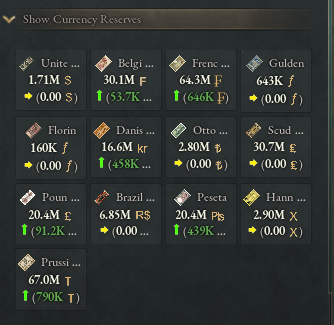 Show Currency Reserves
Unite ...
1.71M $
(0.00 $)
Belgi ...
30.1M ₣
(53.7K ...
Frenc ...
64.3M ₣
(646K ₣)
Gulden
643K ƒ
(0.00 ƒ)
Florin
160K ƒ
(0.00 ƒ)
Danis ...
16.6M kr
(458K ...
Otto ...
2.80M ₺
(0.00 ₺)
Scud ...
30.7M £
(0.00 £)
Poun ...
20.4M £
(91.2K ...
Brazil ...
6.85M R$
(0.00 ...
Peseta
20.4M Pts
(439K ...
Hann ...
2.90M X
(0.00 X)
Prussi ...
67.0M T
(790K T)